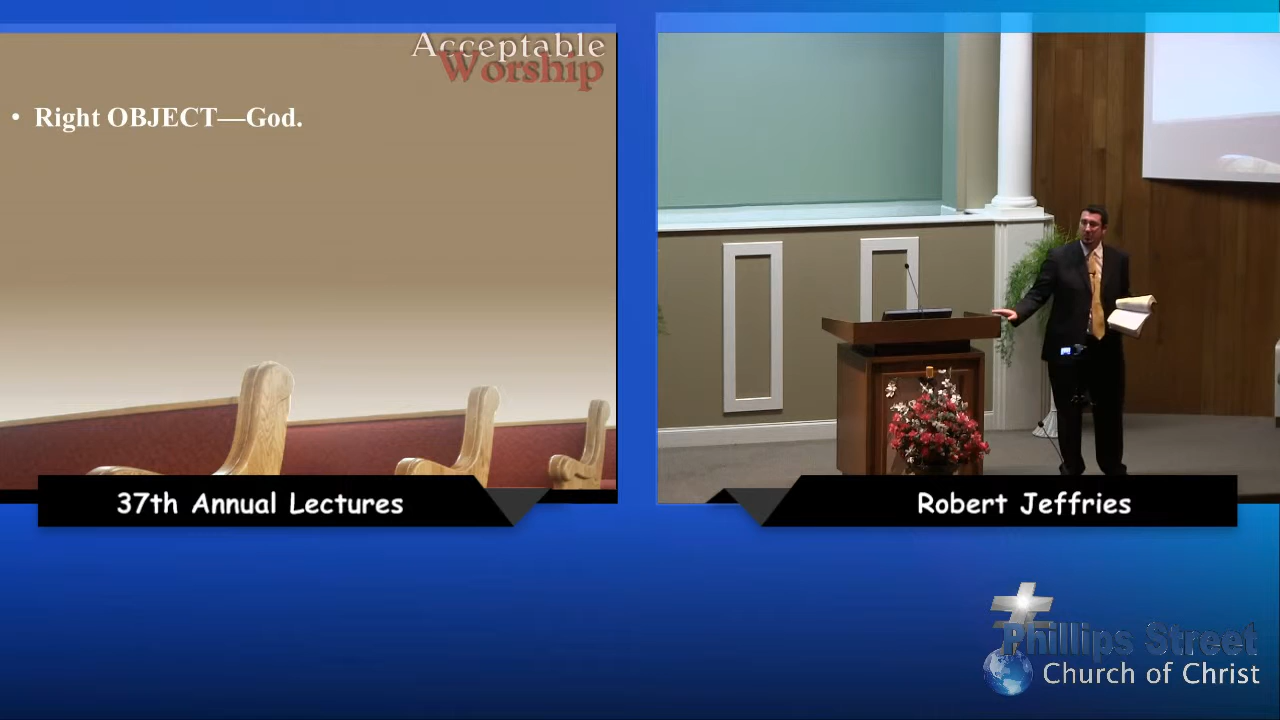 Acceptable
Worship
• Right OBJECT—God.
37th Annual Lectures
Robert Jeffries
Phillips Street
Church of Christ